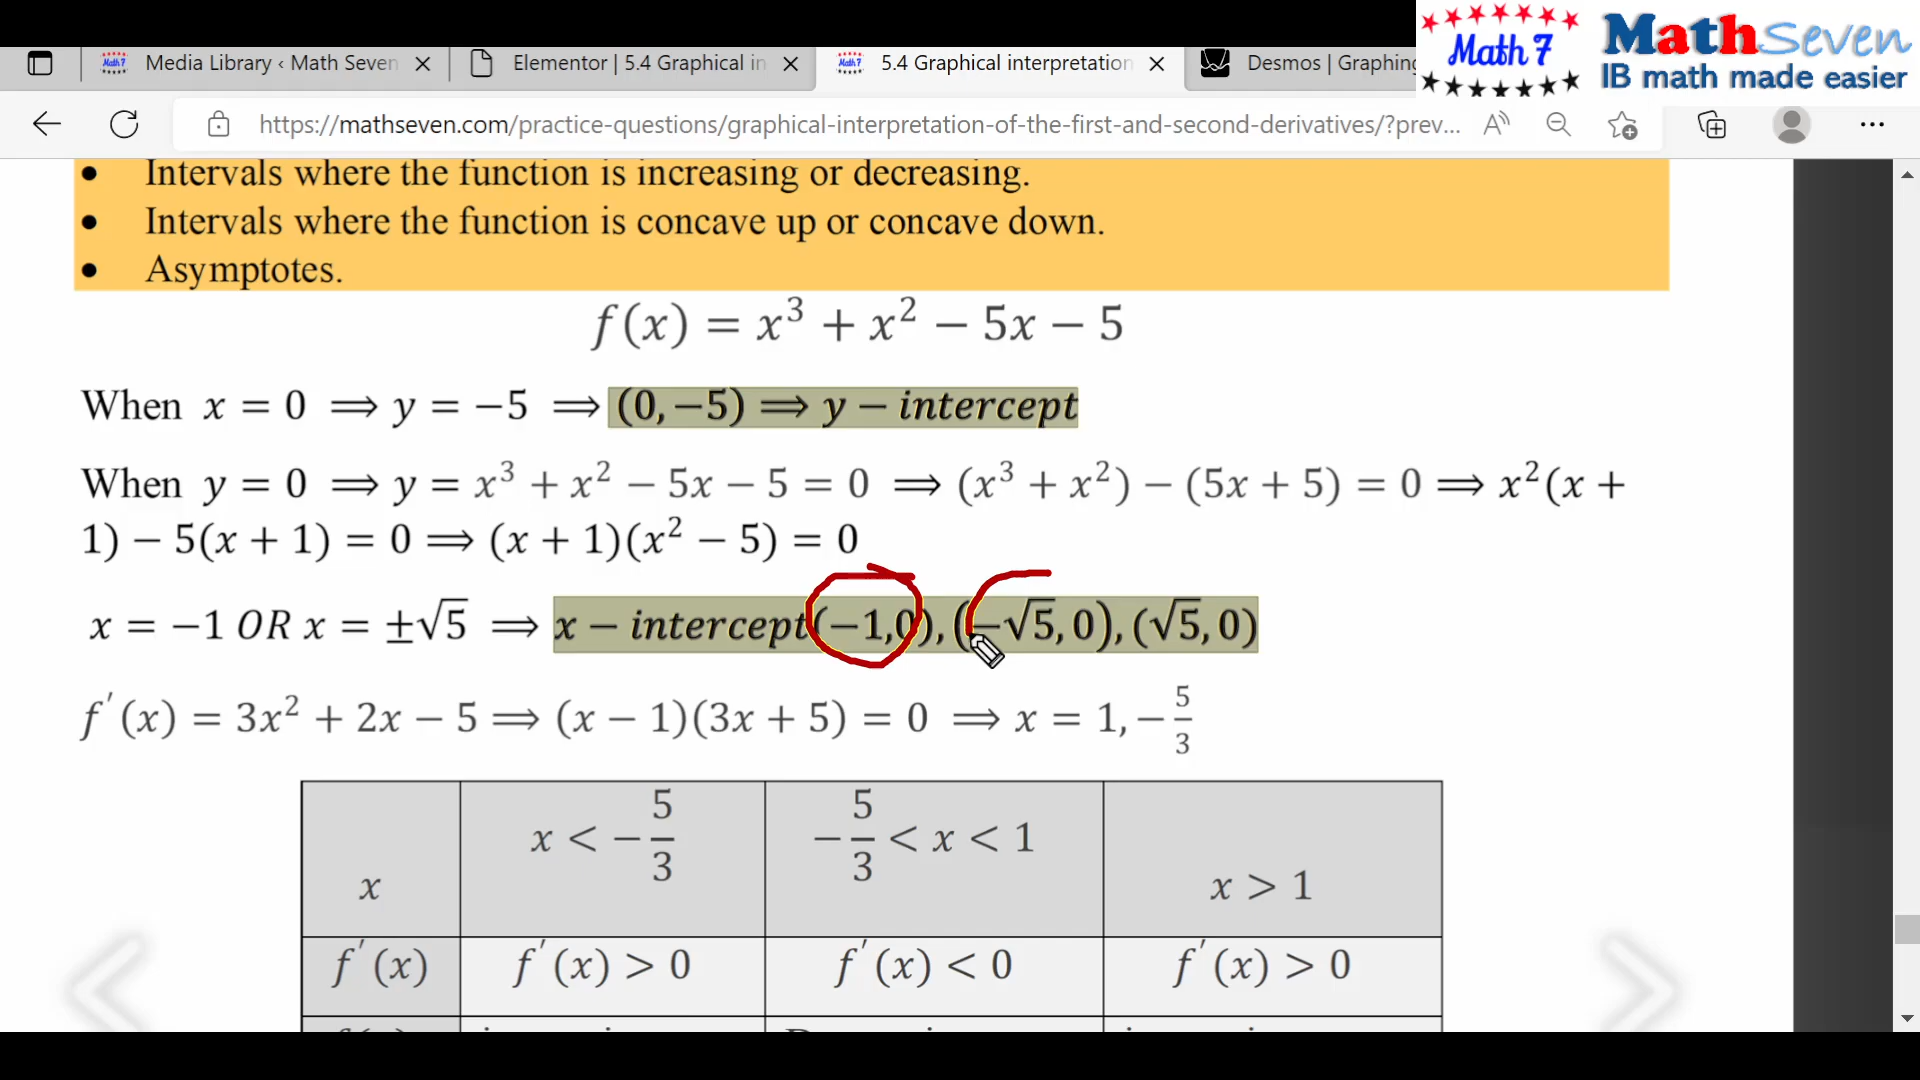 Math 7
MathSeven
IB math made easier
Media Library ‹ Math Seven
Elementor | 5.4 Graphical in
5.4 Graphical interpretation
Desmos | Graphing
https://mathseven.com/practice-questions/graphical-interpretation-of-the-first-and-second-derivatives/?prev...
• Intervals where the function is increasing or decreasing.
• Intervals where the function is concave up or concave down.
• Asymptotes.
f(x) = x³ + x² − 5x − 5
When x = 0 ⟹ y = −5 ⟹ (0, −5) ⟹ y − intercept
When y = 0 ⟹ y = x³ + x² − 5x − 5 = 0 ⟹ (x³ + x²) − (5x + 5) = 0 ⟹ x²(x +
1) − 5(x + 1) = 0 ⟹ (x + 1)(x² − 5) = 0
x = −1 OR x = ±√5 ⟹ x − intercept(−1,0), (−√5, 0), (√5, 0)
f′(x) = 3x² + 2x − 5 ⟹ (x − 1)(3x + 5) = 0 ⟹ x = 1, −5/3
x x < −5/3 −5/3 < x < 1 x > 1
f′(x) f′(x) > 0 f′(x) < 0 f′(x) > 0